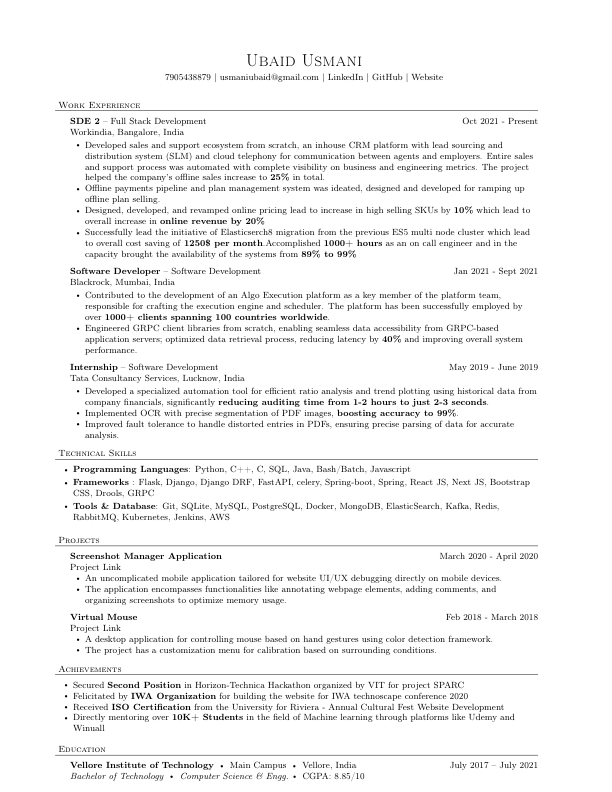 Ubaid Usmani
7905438879 | usmaniubaid@gmail.com | LinkedIn | GitHub | Website
Work Experience
SDE 2 – Full Stack Development Oct 2021 - Present
Workindia, Bangalore, India
• Developed sales and support ecosystem from scratch, an inhouse CRM platform with lead sourcing and
distribution system (SLM) and cloud telephony for communication between agents and employers. Entire sales
and support process was automated with complete visibility on business and engineering metrics. The project
helped the company's offline sales increase to 25% in total.
• Offline payments pipeline and plan management system was ideated, designed and developed for ramping up
offline plan selling.
• Designed, developed, and revamped online pricing lead to increase in high selling SKUs by 10% which lead to
overall increase in online revenue by 20%
• Successfully lead the initiative of Elasticserch8 migration from the previous ES5 multi node cluster which lead
to overall cost saving of 1250$ per month.Accomplished 1000+ hours as an on call engineer and in the
capacity brought the availability of the systems from 89% to 99%
Software Developer – Software Development Jan 2021 - Sept 2021
Blackrock, Mumbai, India
• Contributed to the development of an Algo Execution platform as a key member of the platform team,
responsible for crafting the execution engine and scheduler. The platform has been successfully employed by
over 1000+ clients spanning 100 countries worldwide.
• Engineered GRPC client libraries from scratch, enabling seamless data accessibility from GRPC-based
application servers; optimized data retrieval process, reducing latency by 40% and improving overall system
performance.
Internship – Software Development May 2019 - June 2019
Tata Consultancy Services, Lucknow, India
• Developed a specialized automation tool for efficient ratio analysis and trend plotting using historical data from
company financials, significantly reducing auditing time from 1-2 hours to just 2-3 seconds.
• Implemented OCR with precise segmentation of PDF images, boosting accuracy to 99%.
• Improved fault tolerance to handle distorted entries in PDFs, ensuring precise parsing of data for accurate
analysis.
Technical Skills
• Programming Languages: Python, C++, C, SQL, Java, Bash/Batch, Javascript
• Frameworks : Flask, Django, Django DRF, FastAPI, celery, Spring-boot, Spring, React JS, Next JS, Bootstrap
CSS, Drools, GRPC
• Tools & Database: Git, SQLite, MySQL, PostgreSQL, Docker, MongoDB, ElasticSearch, Kafka, Redis,
RabbitMQ, Kubernetes, Jenkins, AWS
Projects
Screenshot Manager Application March 2020 - April 2020
Project Link
• An uncomplicated mobile application tailored for website UI/UX debugging directly on mobile devices.
• The application encompasses functionalities like annotating webpage elements, adding comments, and
organizing screenshots to optimize memory usage.
Virtual Mouse Feb 2018 - March 2018
Project Link
• A desktop application for controlling mouse based on hand gestures using color detection framework.
• The project has a customization menu for calibration based on surrounding conditions.
Achievements
• Secured Second Position in Horizon-Technica Hackathon organized by VIT for project SPARC
• Felicitated by IWA Organization for building the website for IWA technoscape conference 2020
• Received ISO Certification from the University for Riviera - Annual Cultural Fest Website Development
• Directly mentoring over 10K+ Students in the field of Machine learning through platforms like Udemy and
Winuall
Education
Vellore Institute of Technology • Main Campus • Vellore, India July 2017 – July 2021
Bachelor of Technology • Computer Science & Engg. • CGPA: 8.85/10